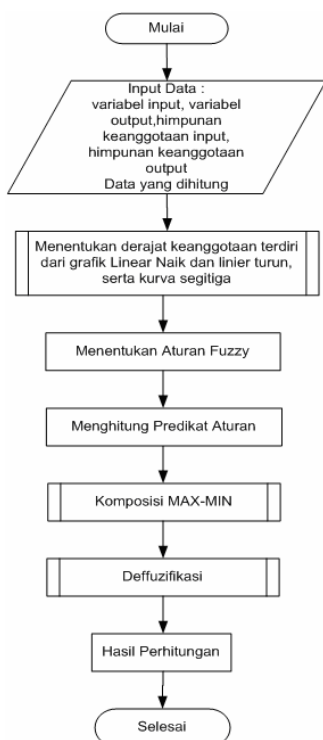 Mulai
Input Data :
variabel input, variabel
output,himpunan
keanggotaan input,
himpunan keanggotaan
output
Data yang dihitung
Menentukan derajat keanggotaan terdiri
dari grafik Linear Naik dan linier turun,
serta kurva segitiga
Menentukan Aturan Fuzzy
Menghitung Predikat Aturan
Komposisi MAX-MIN
Deffuzifikasi
Hasil Perhitungan
Selesai